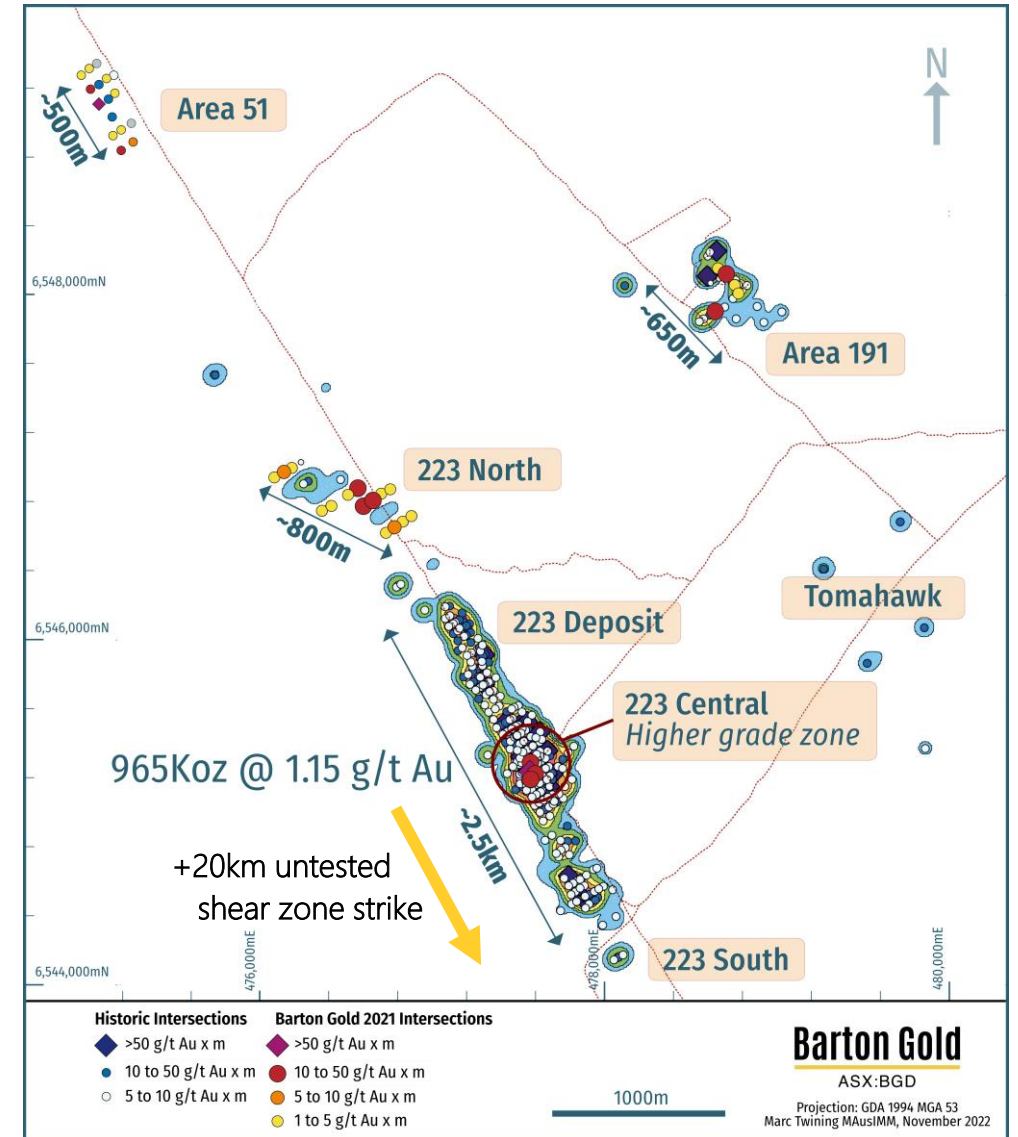 N
Area 51
~500m
6,548,000mN
~650m
Area 191
223 North
~800m
Tomahawk
6,546,000mN
223 Deposit
223 Central
Higher grade zone
965Koz @ 1.15 g/t Au
~2.5km
+20km untested
shear zone strike
476,000mE
478,000mE
480,000mE
6,544,000mN
223 South
Historic Intersections
>50 g/t Au x m
10 to 50 g/t Au x m
5 to 10 g/t Au x m
Barton Gold 2021 Intersections
>50 g/t Au x m
10 to 50 g/t Au x m
5 to 10 g/t Au x m
1 to 5 g/t Au x m
1000m
Barton Gold
ASX:BGD
Projection: GDA 1994 MGA 53
Marc Twining MAusIMM, November 2022